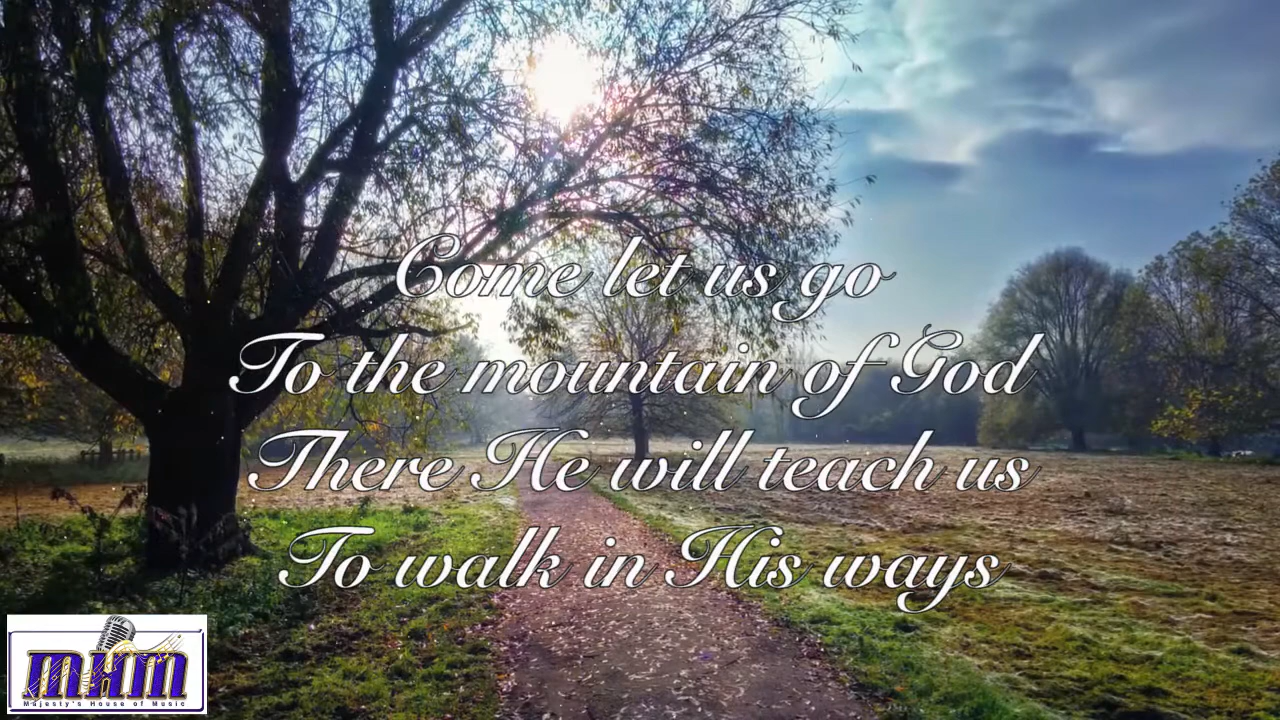 Come let us go
To the mountain of God
There He will teach us
To walk in His ways
mHm
Majesty's House of Music